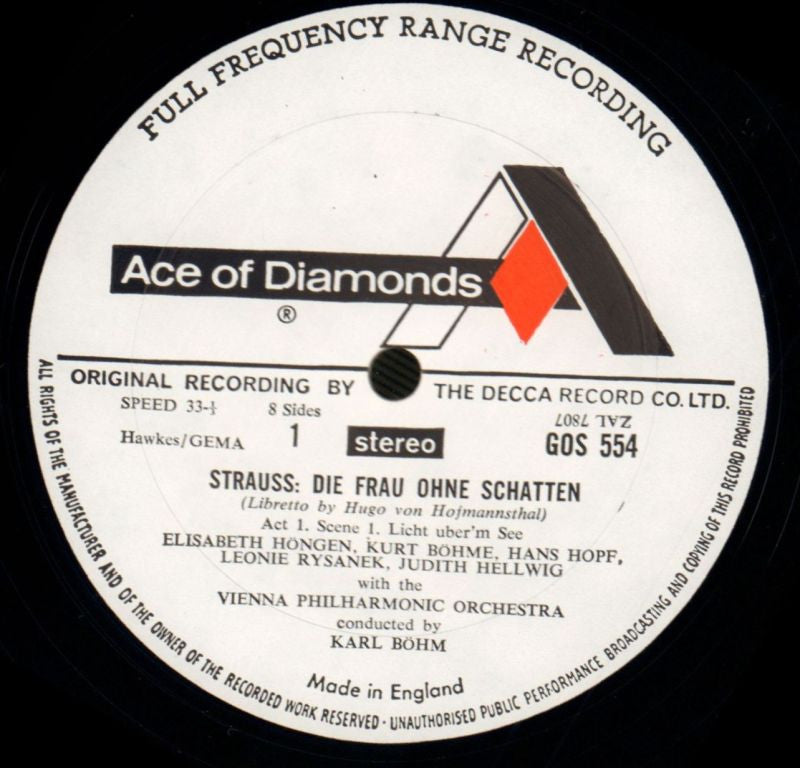 FULL FREQUENCY RANGE RECORDING
Ace of Diamonds
®
ORIGINAL RECORDING BY THE DECCA RECORD CO. LTD.
SPEED 33-⅓ 8 Sides ZAL 7807
Hawkes/GEMA 1 stereo GOS 554
STRAUSS: DIE FRAU OHNE SCHATTEN
(Libretto by Hugo von Hofmannsthal)
Act 1. Scene 1. Licht uber'm See
ELISABETH HÖNGEN, KURT BÖHME, HANS HOPF,
LEONIE RYSANEK, JUDITH HELLWIG
with the
VIENNA PHILHARMONIC ORCHESTRA
conducted by
KARL BÖHM
Made in England
ALL RIGHTS OF THE MANUFACTURER AND OF THE OWNER OF THE RECORDED WORK RESERVED · UNAUTHORISED PUBLIC PERFORMANCE BROADCASTING AND COPYING OF THIS RECORD PROHIBITED